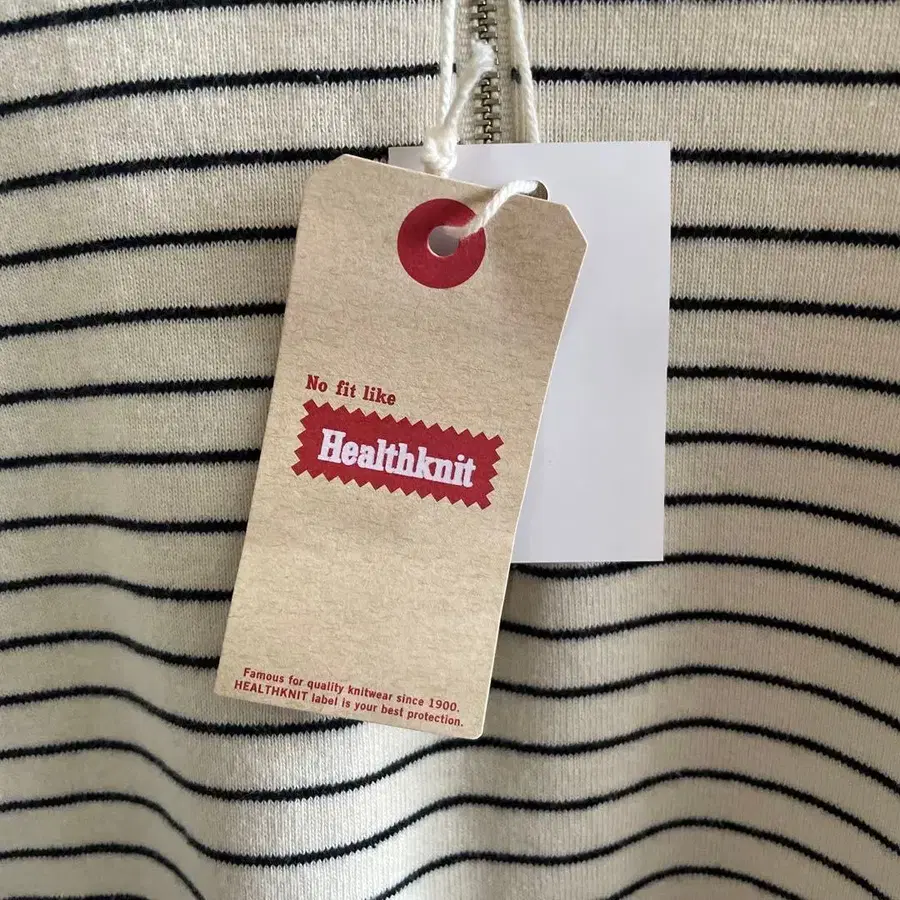 No fit like
Healthknit
Famous for quality knitwear since 1900.
HEALTHKNIT label is your best protection.